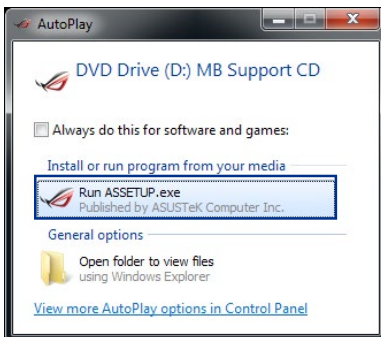 AutoPlay
DVD Drive (D:) MB Support CD
Always do this for software and games:
Install or run program from your media
Run ASSETUP.exe
Published by ASUSTeK Computer Inc.
General options
Open folder to view files
using Windows Explorer
View more AutoPlay options in Control Panel